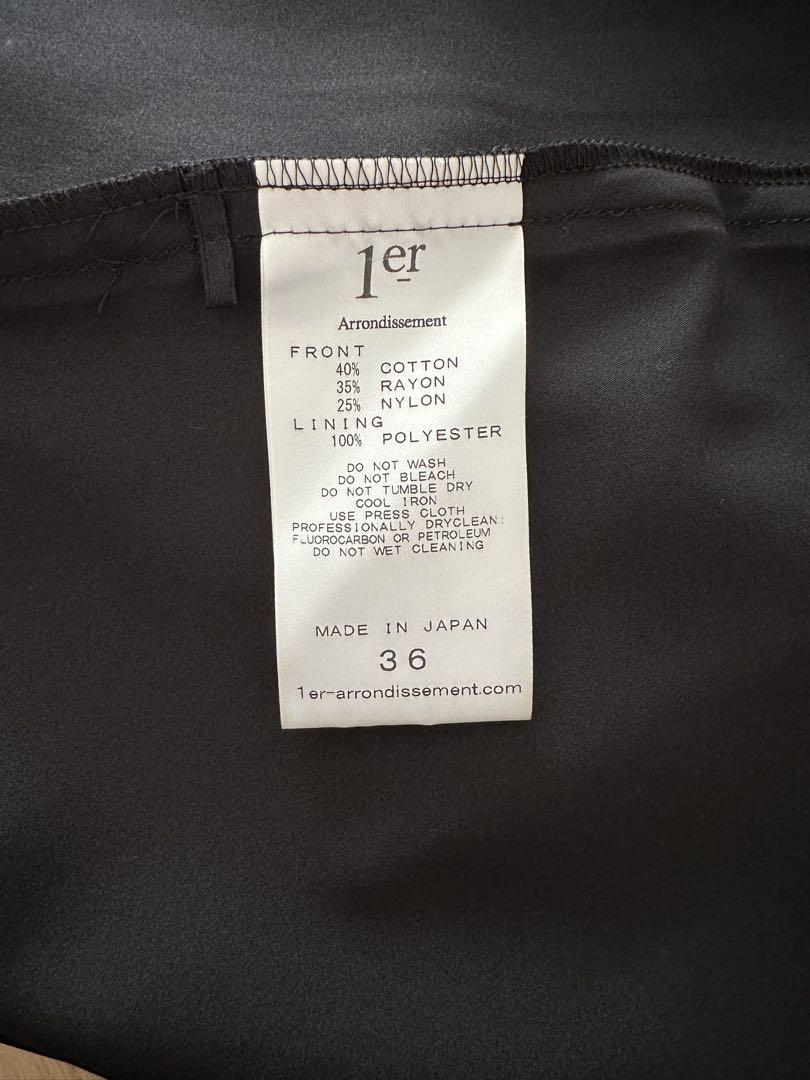 1er
Arrondissement
FRONT
40% COTTON
35% RAYON
25% NYLON
LINING
100% POLYESTER
DO NOT WASH
DO NOT BLEACH
DO NOT TUMBLE DRY
COOL IRON
USE PRESS CLOTH
PROFESSIONALLY DRYCLEAN:
FLUOROCARBON OR PETROLEUM
DO NOT WET CLEANING
MADE IN JAPAN
36
1er-arrondissement.com